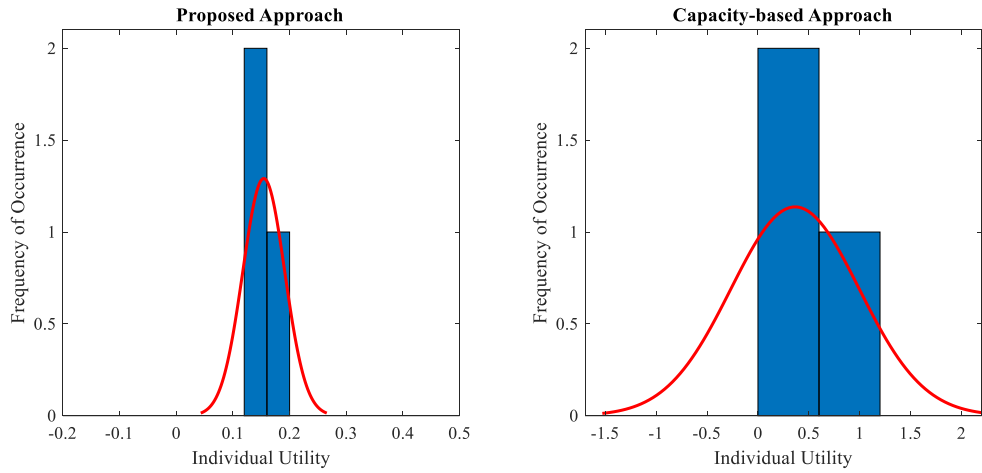 Proposed Approach
2
1.5
1
0.5
0
Frequency of Occurrence
-0.2 -0.1 0 0.1 0.2 0.3 0.4 0.5
Individual Utility
Capacity-based Approach
2
1.5
1
0.5
0
Frequency of Occurrence
-1.5 -1 -0.5 0 0.5 1 1.5 2
Individual Utility